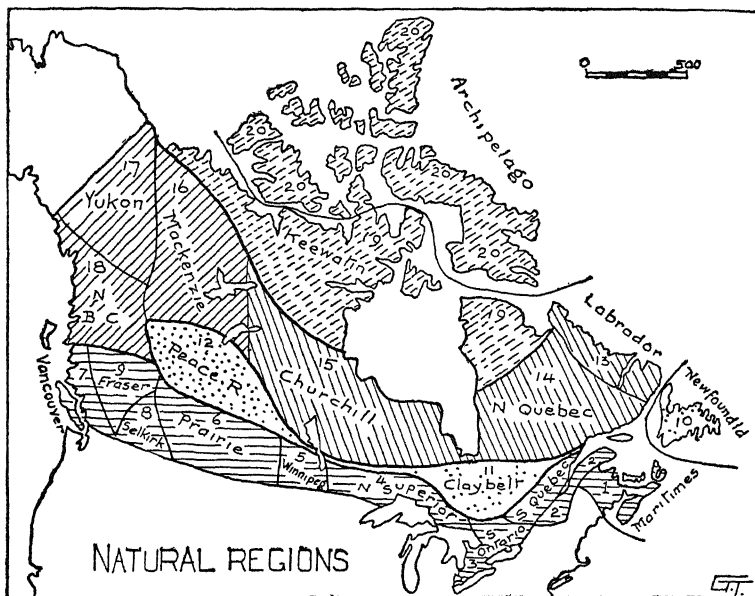 0 500
Archipelago
20
20
20
20
20
17
Yukon
16
Mackenzie
Keewatin
19
18
N
B C
19
Labrador
13
12
Peace R
15
Churchill
14
N Quebec
Newfoundld
10
Vancouver
7
9
Fraser
8
Selkirk
6
Prairie
5
Winnipeg
4
N Superior
11
Claybelt
S Quebec
2
2
1
Maritimes
S
Ontario
3
NATURAL REGIONS
G.T.